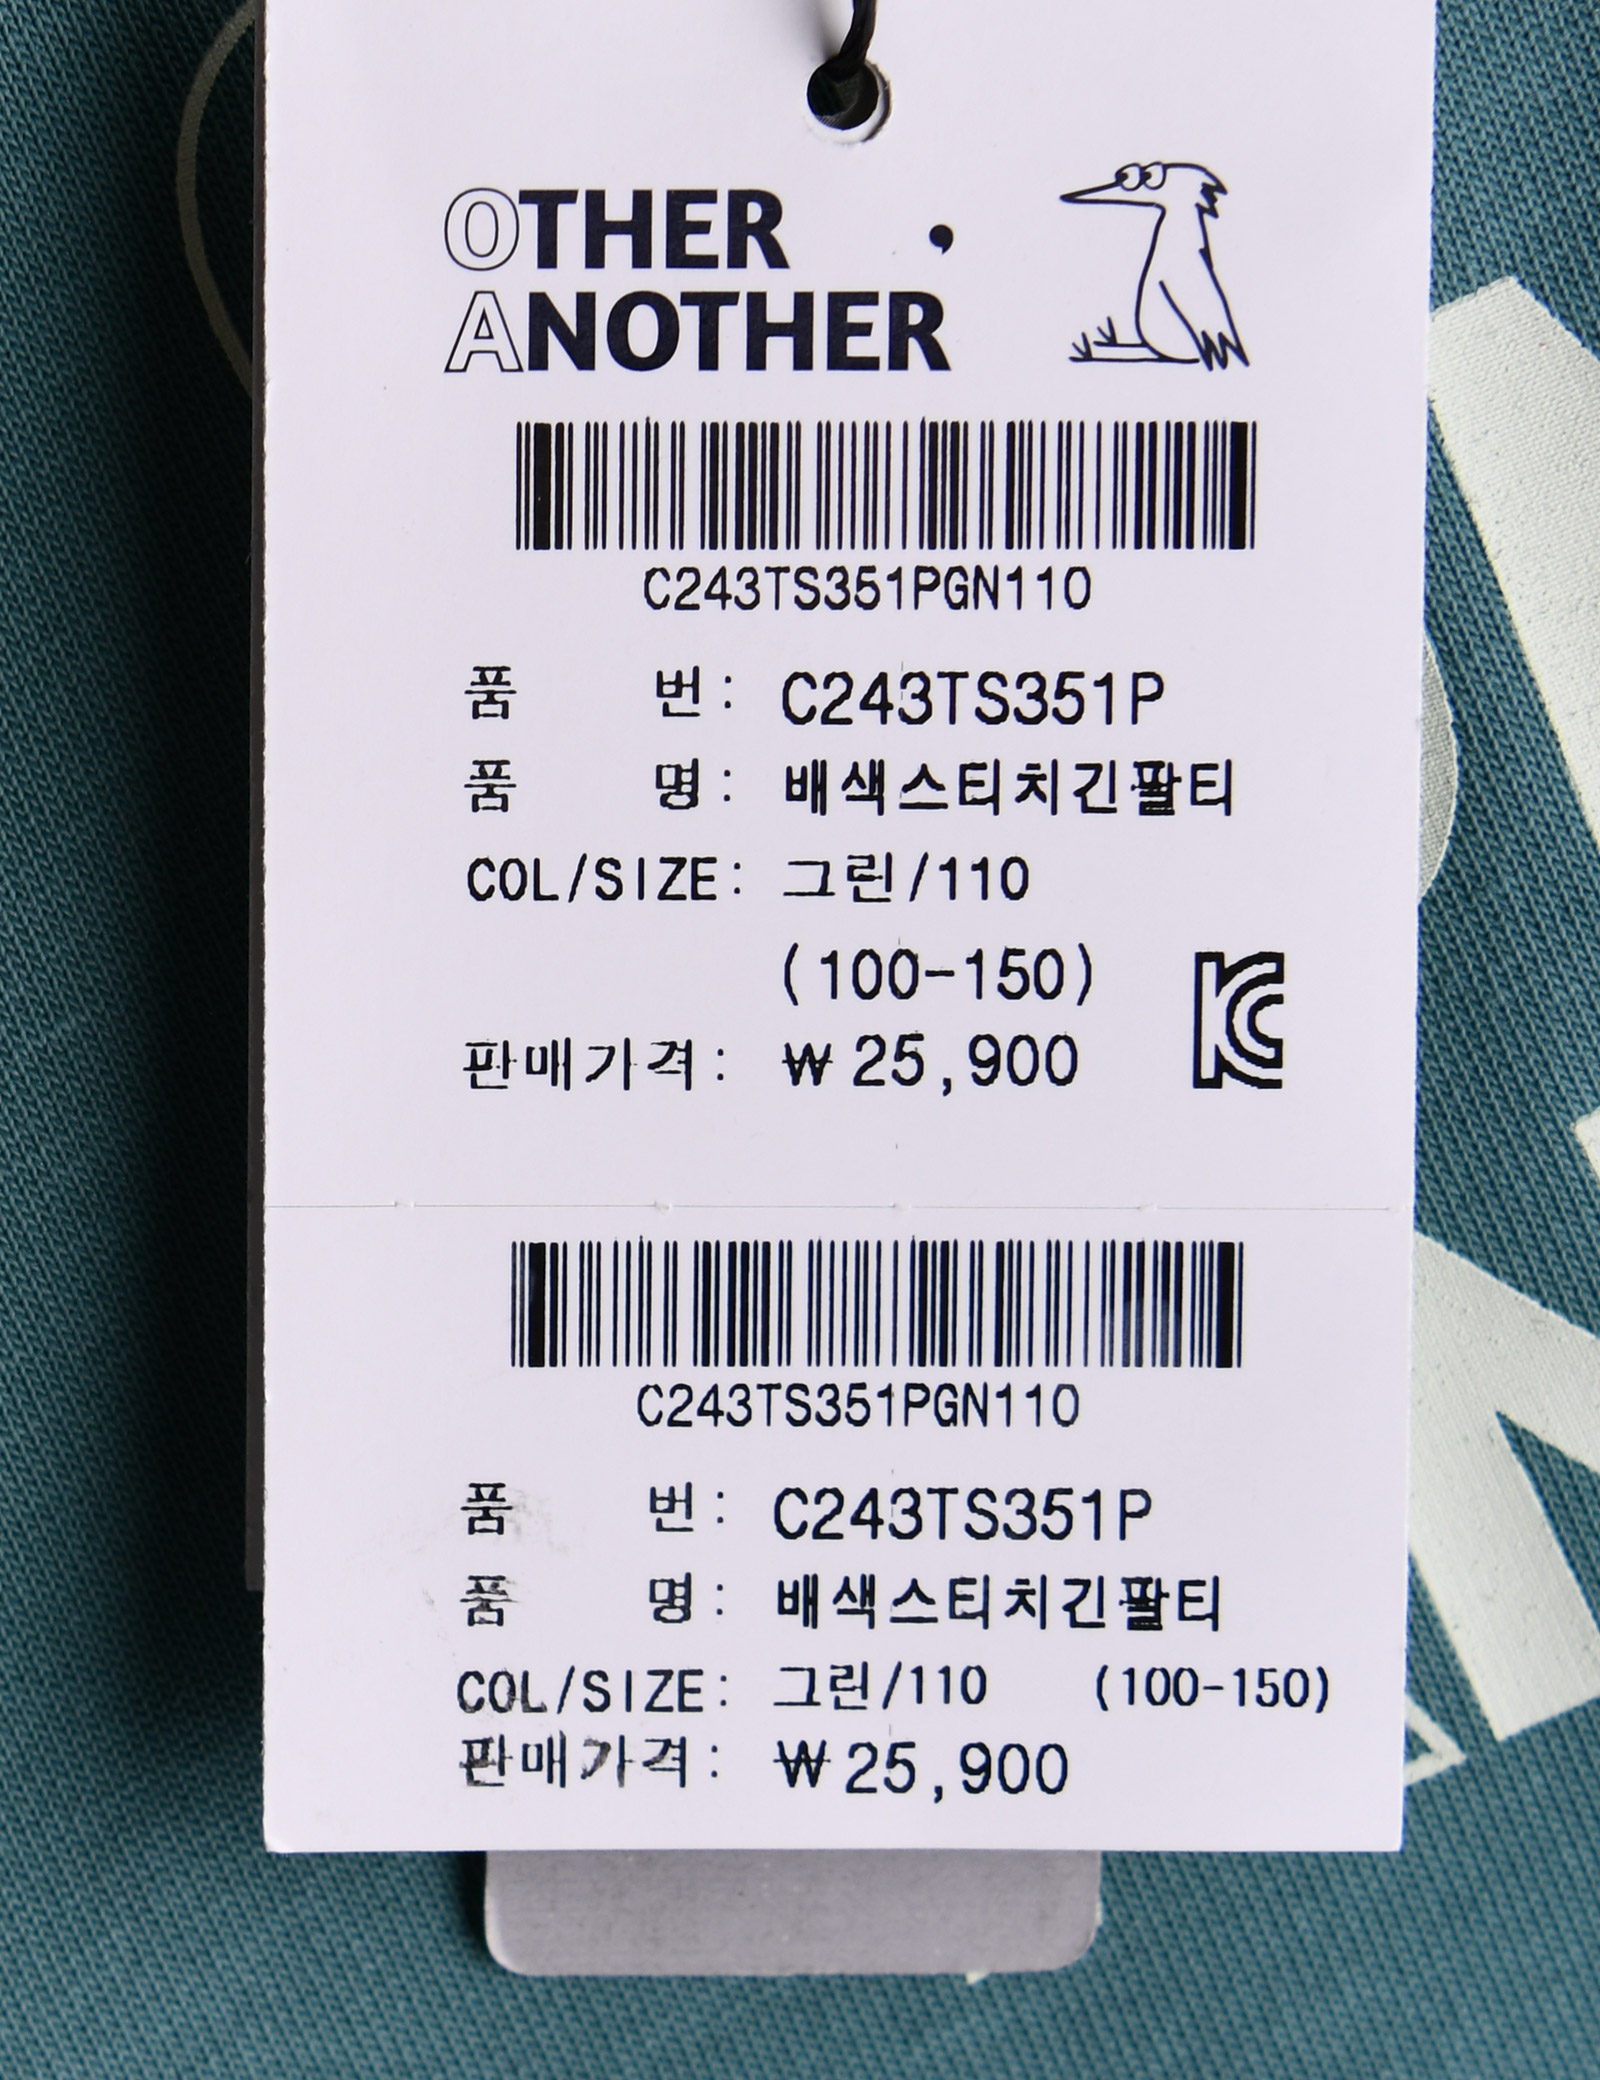 OTHER,
ANOTHER
C243TS351PGN110
품 번: C243TS351P
품 명: 배색스티치긴팔티
COL/SIZE: 그린/110
(100-150)
판매가격: ₩25,900
KC
C243TS351PGN110
품 번: C243TS351P
품 명: 배색스티치긴팔티
COL/SIZE: 그린/110 (100-150)
판매가격: ₩25,900